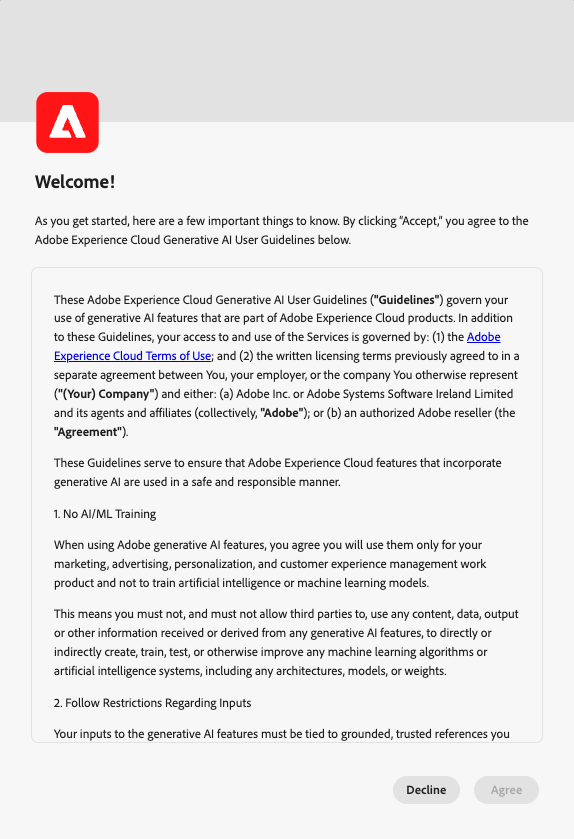 Welcome!
As you get started, here are a few important things to know. By clicking “Accept,“ you agree to the
Adobe Experience Cloud Generative AI User Guidelines below.
These Adobe Experience Cloud Generative AI User Guidelines ("Guidelines") govern your
use of generative AI features that are part of Adobe Experience Cloud products. In addition
to these Guidelines, your access to and use of the Services is governed by: (1) the Adobe
Experience Cloud Terms of Use; and (2) the written licensing terms previously agreed to in a
separate agreement between You, your employer, or the company You otherwise represent
("(Your) Company") and either: (a) Adobe Inc. or Adobe Systems Software Ireland Limited
and its agents and affiliates (collectively, "Adobe"); or (b) an authorized Adobe reseller (the
"Agreement").
These Guidelines serve to ensure that Adobe Experience Cloud features that incorporate
generative AI are used in a safe and responsible manner.
1. No AI/ML Training
When using Adobe generative AI features, you agree you will use them only for your
marketing, advertising, personalization, and customer experience management work
product and not to train artificial intelligence or machine learning models.
This means you must not, and must not allow third parties to, use any content, data, output
or other information received or derived from any generative AI features, to directly or
indirectly create, train, test, or otherwise improve any machine learning algorithms or
artificial intelligence systems, including any architectures, models, or weights.
2. Follow Restrictions Regarding Inputs
Your inputs to the generative AI features must be tied to grounded, trusted references you
Decline
Agree